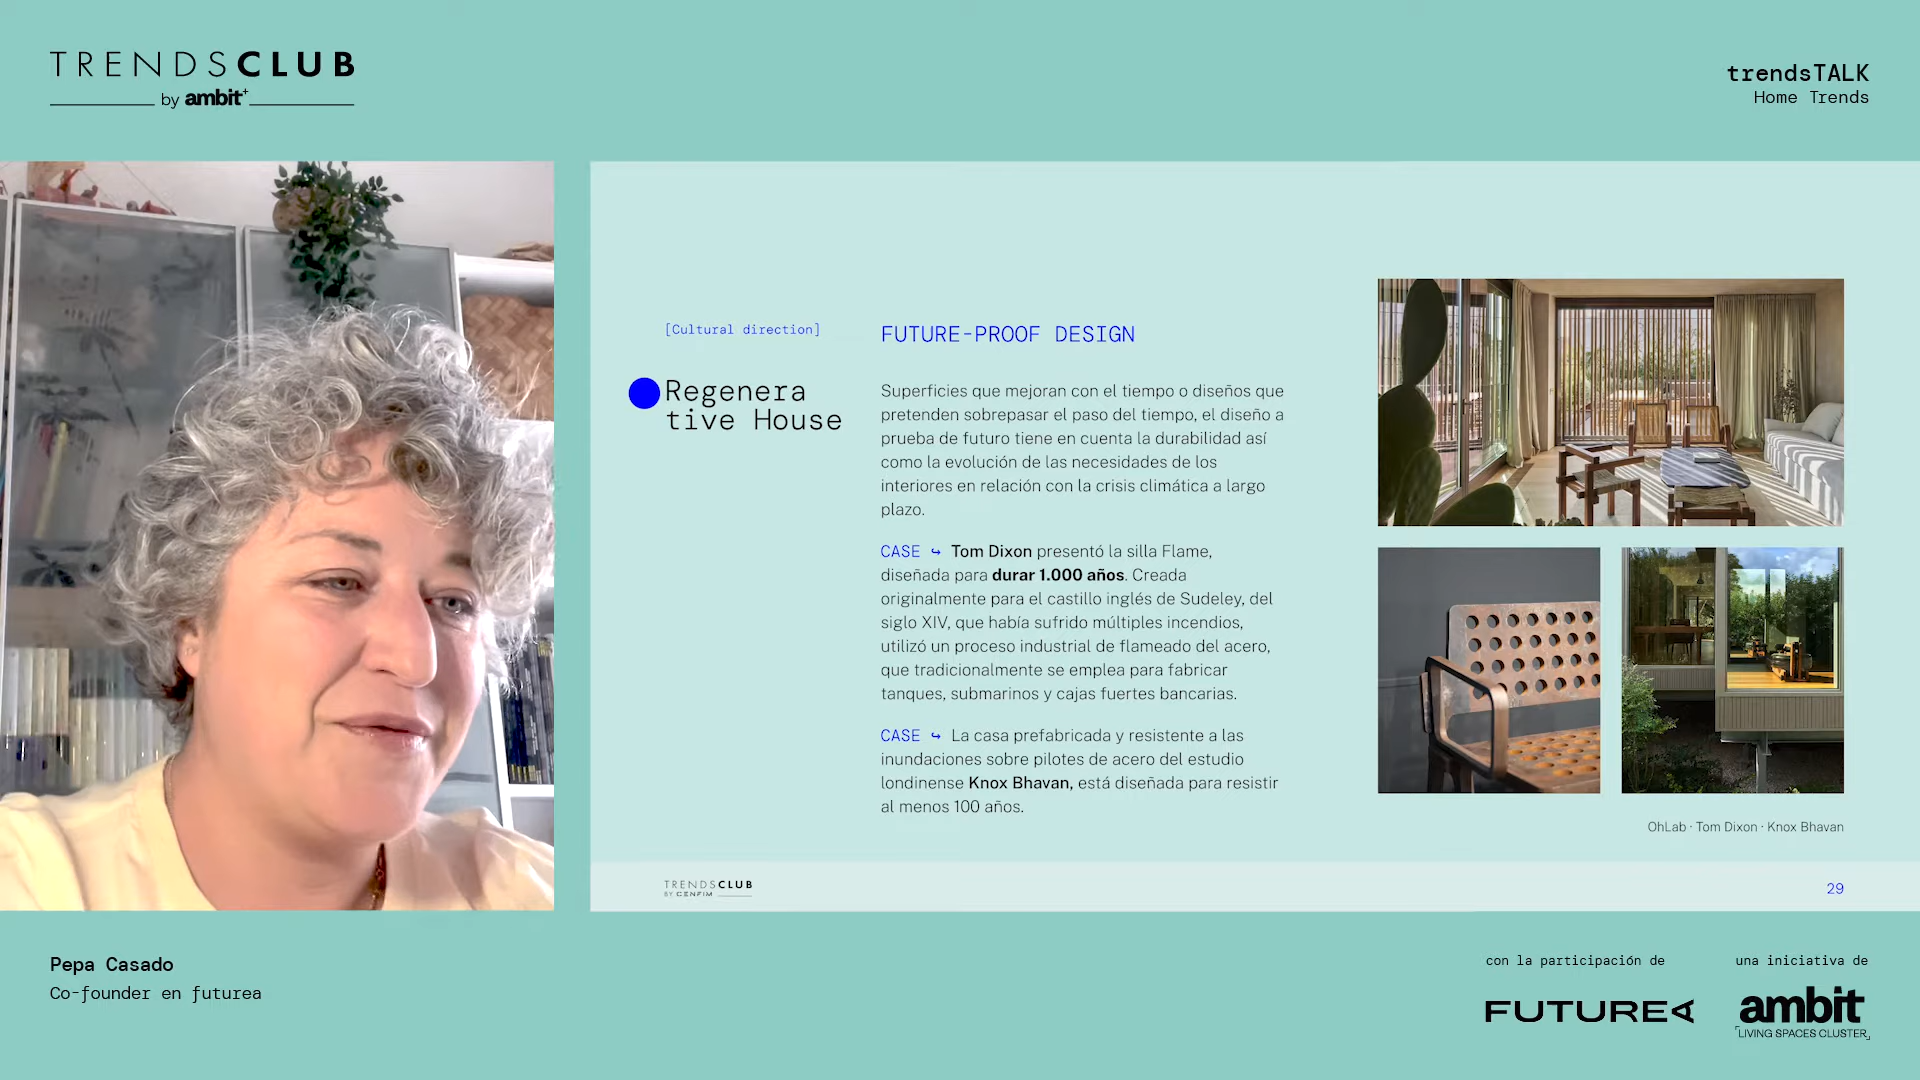 TRENDSCLUB
by ambit+
trendsTALK
Home Trends
[Cultural direction]
Regenera
tive House
FUTURE-PROOF DESIGN
Superficies que mejoran con el tiempo o diseños que
pretenden sobrepasar el paso del tiempo, el diseño a
prueba de futuro tiene en cuenta la durabilidad así
como la evolución de las necesidades de los
interiores en relación con la crisis climática a largo
plazo.
CASE ↪ Tom Dixon presentó la silla Flame,
diseñada para durar 1.000 años. Creada
originalmente para el castillo inglés de Sudeley, del
siglo XIV, que había sufrido múltiples incendios,
utilizó un proceso industrial de flameado del acero,
que tradicionalmente se emplea para fabricar
tanques, submarinos y cajas fuertes bancarias.
CASE ↪ La casa prefabricada y resistente a las
inundaciones sobre pilotes de acero del estudio
londinense Knox Bhavan, está diseñada para resistir
al menos 100 años.
OhLab · Tom Dixon · Knox Bhavan
TRENDSCLUB
BY CENFIM
29
Pepa Casado
Co-founder en futurea
con la participación de
FUTUREA
una iniciativa de
ambit
LIVING SPACES CLUSTER